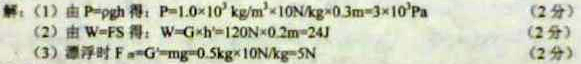 解：（1）由 P=ρgh 得：P=1.0×10³ kg/m³×10N/kg×0.3m=3×10³Pa （2分）
（2）由 W=FS 得：W=G×h'=120N×0.2m=24J （2分）
（3）漂浮时 F浮=G'=mg=0.5kg×10N/kg=5N （2分）